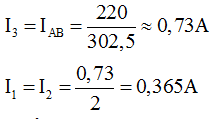 I₃ = I_AB = 220/302,5 ≈ 0,73A
I₁ = I₂ = 0,73/2 = 0,365A